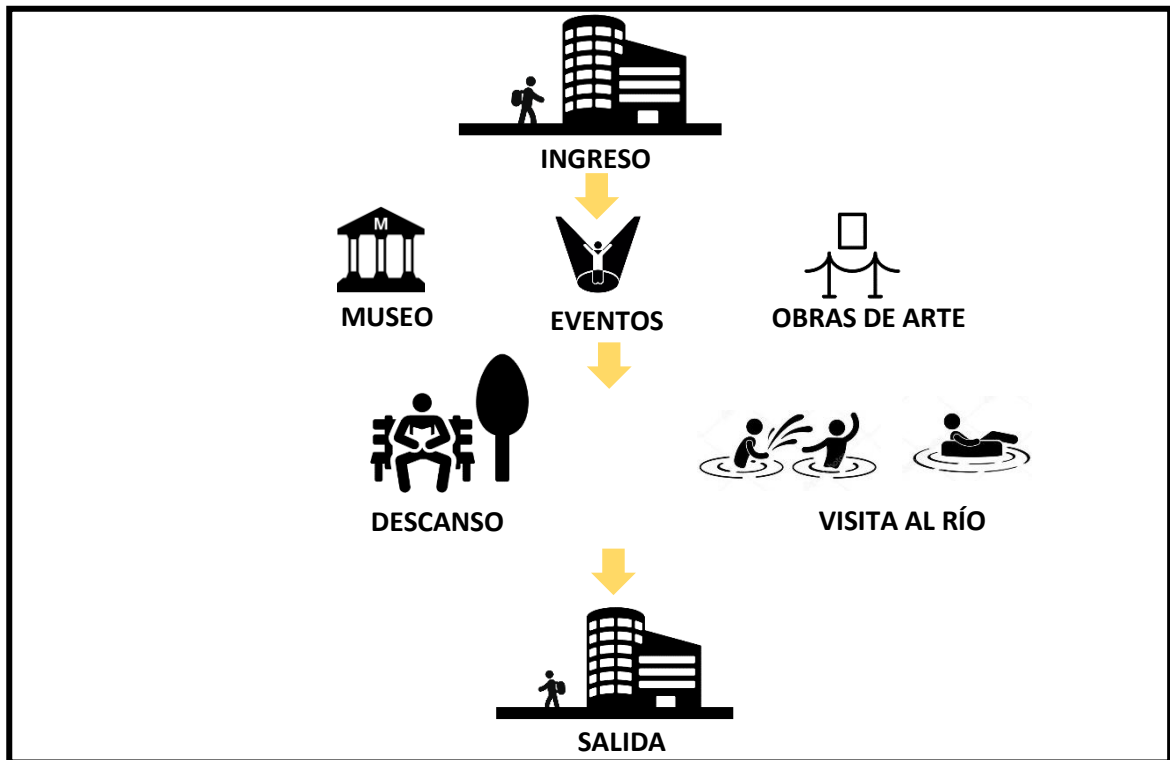 INGRESO
M
MUSEO
EVENTOS
OBRAS DE ARTE
DESCANSO
VISITA AL RÍO
SALIDA